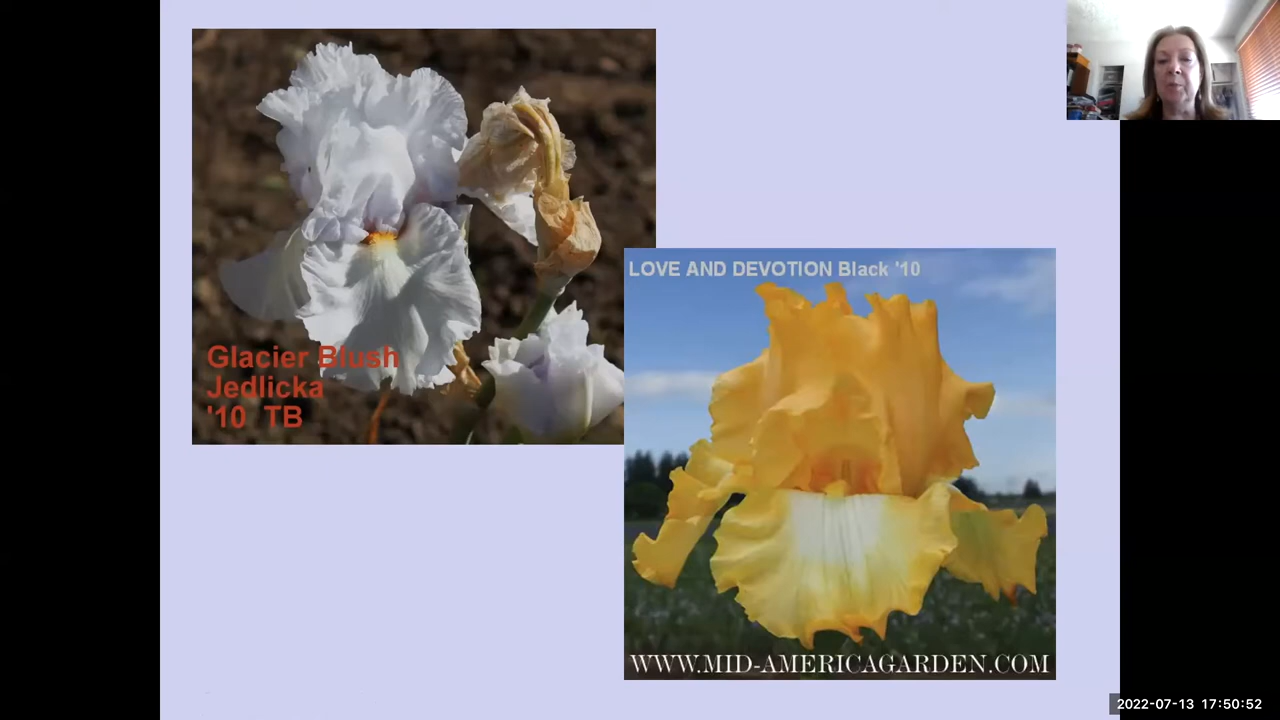 Glacier Blush
Jedlicka
'10 TB
LOVE AND DEVOTION Black '10
WWW.MID-AMERICAGARDEN.COM
2022-07-13 17:50:52